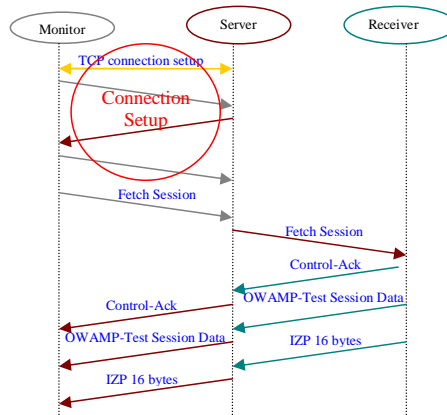 Monitor
Server
Receiver
TCP connection setup
Connection
Setup
Fetch Session
Fetch Session
Control-Ack
OWAMP-Test Session Data
Control-Ack
OWAMP-Test Session Data
IZP 16 bytes
IZP 16 bytes